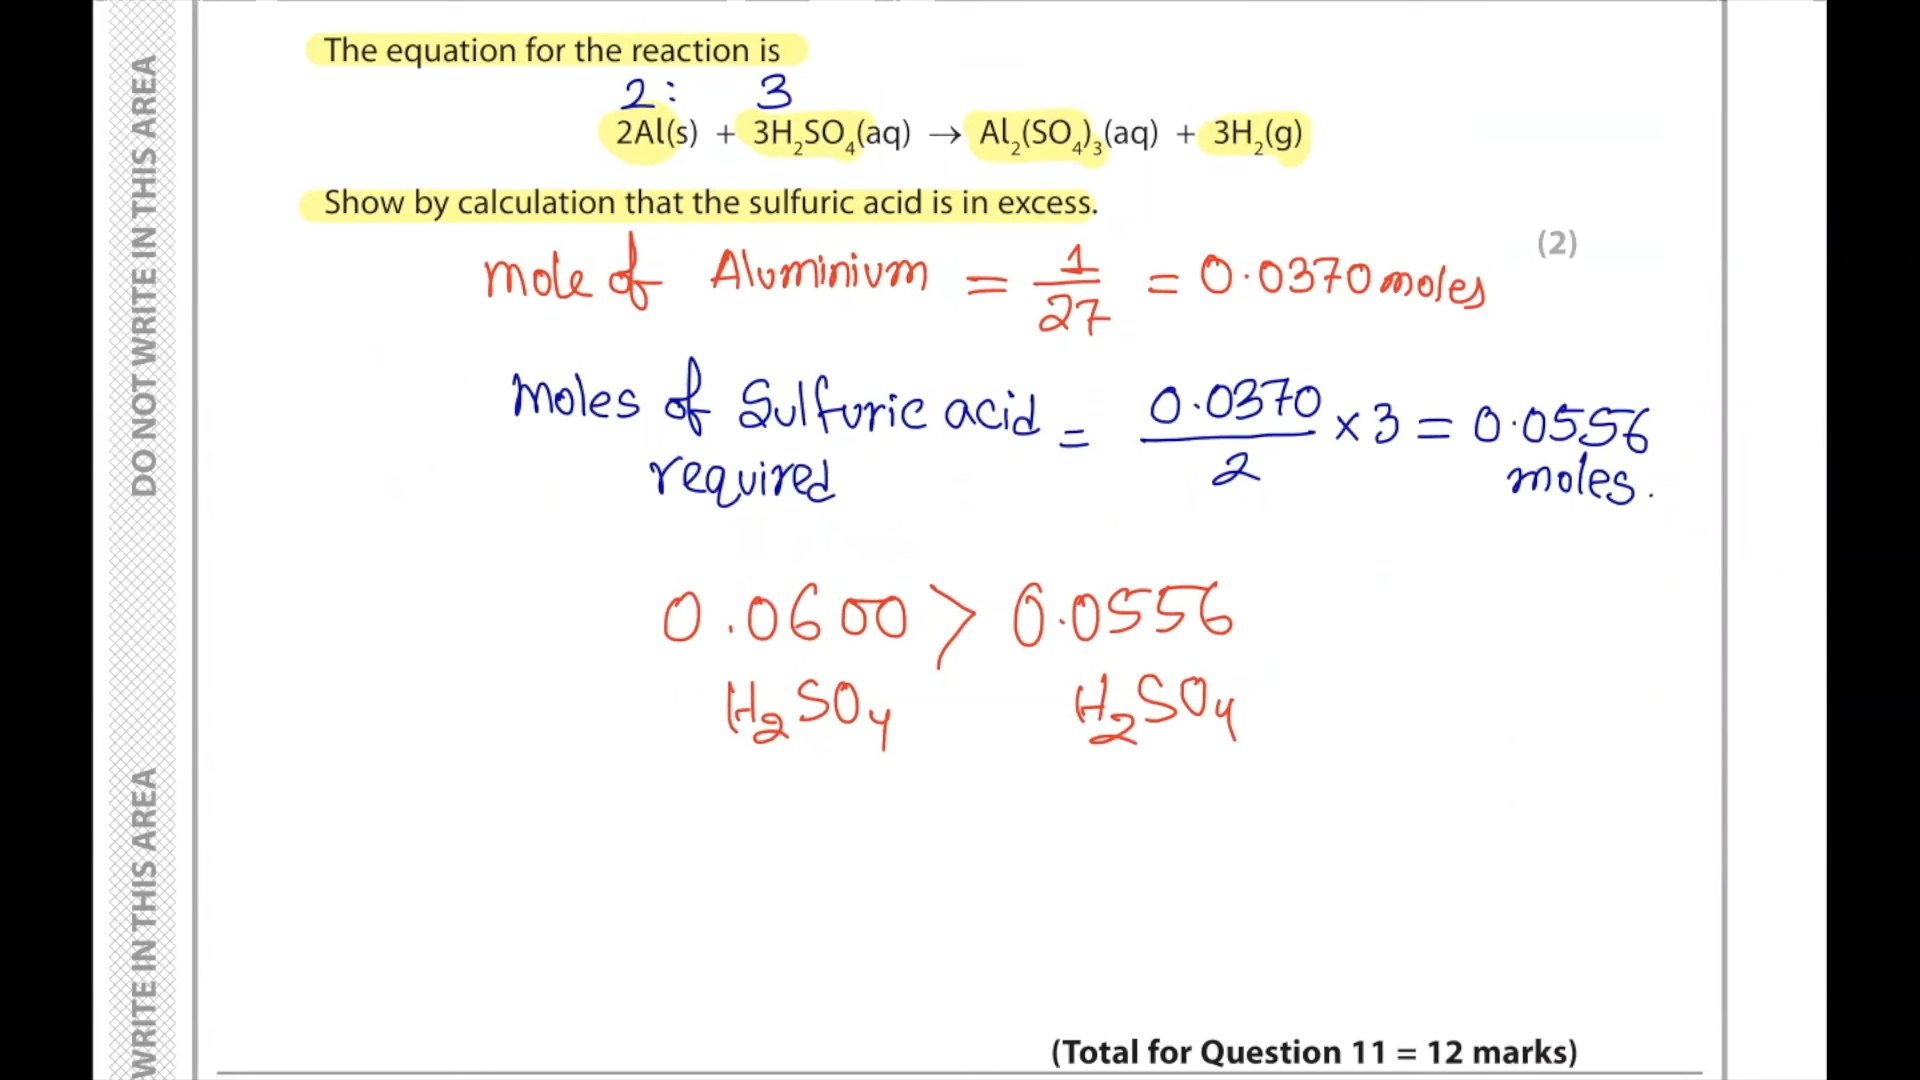 DO NOT WRITE IN THIS AREA
WRITE IN THIS AREA
The equation for the reaction is
2 : 3
2Al(s) + 3H₂SO₄(aq) → Al₂(SO₄)₃(aq) + 3H₂(g)
Show by calculation that the sulfuric acid is in excess.
(2)
mole of Aluminium = 1/27 = 0.0370 moles
moles of Sulfuric acid required = 0.0370/2 × 3 = 0.0556 moles.
0.0600 > 0.0556
H₂SO₄ H₂SO₄
(Total for Question 11 = 12 marks)